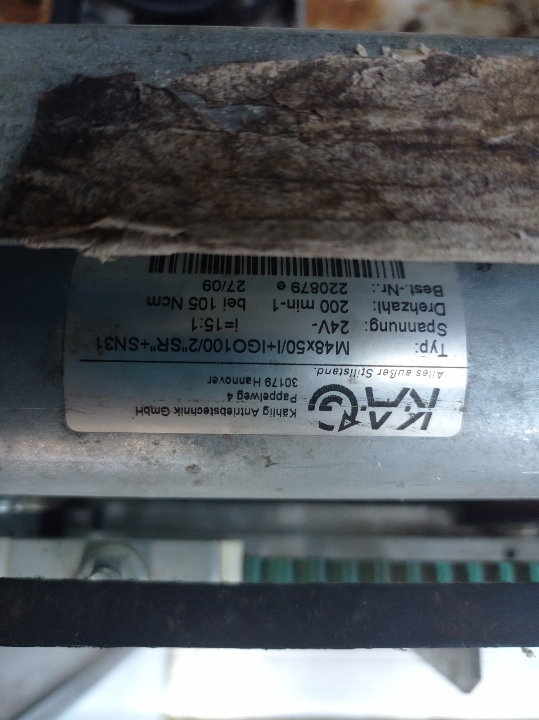 K.A.G
Kählig Antriebstechnik GmbH
Pappelweg 4
30179 Hannover
Alles außer Stillstand.
Typ: M48x50/I+IGO100/2"SR"+SN31
Spannung: 24V- i=15:1
Drehzahl: 200 min-1 bei 105 Ncm
Best.-Nr.: 220879 e 27/09